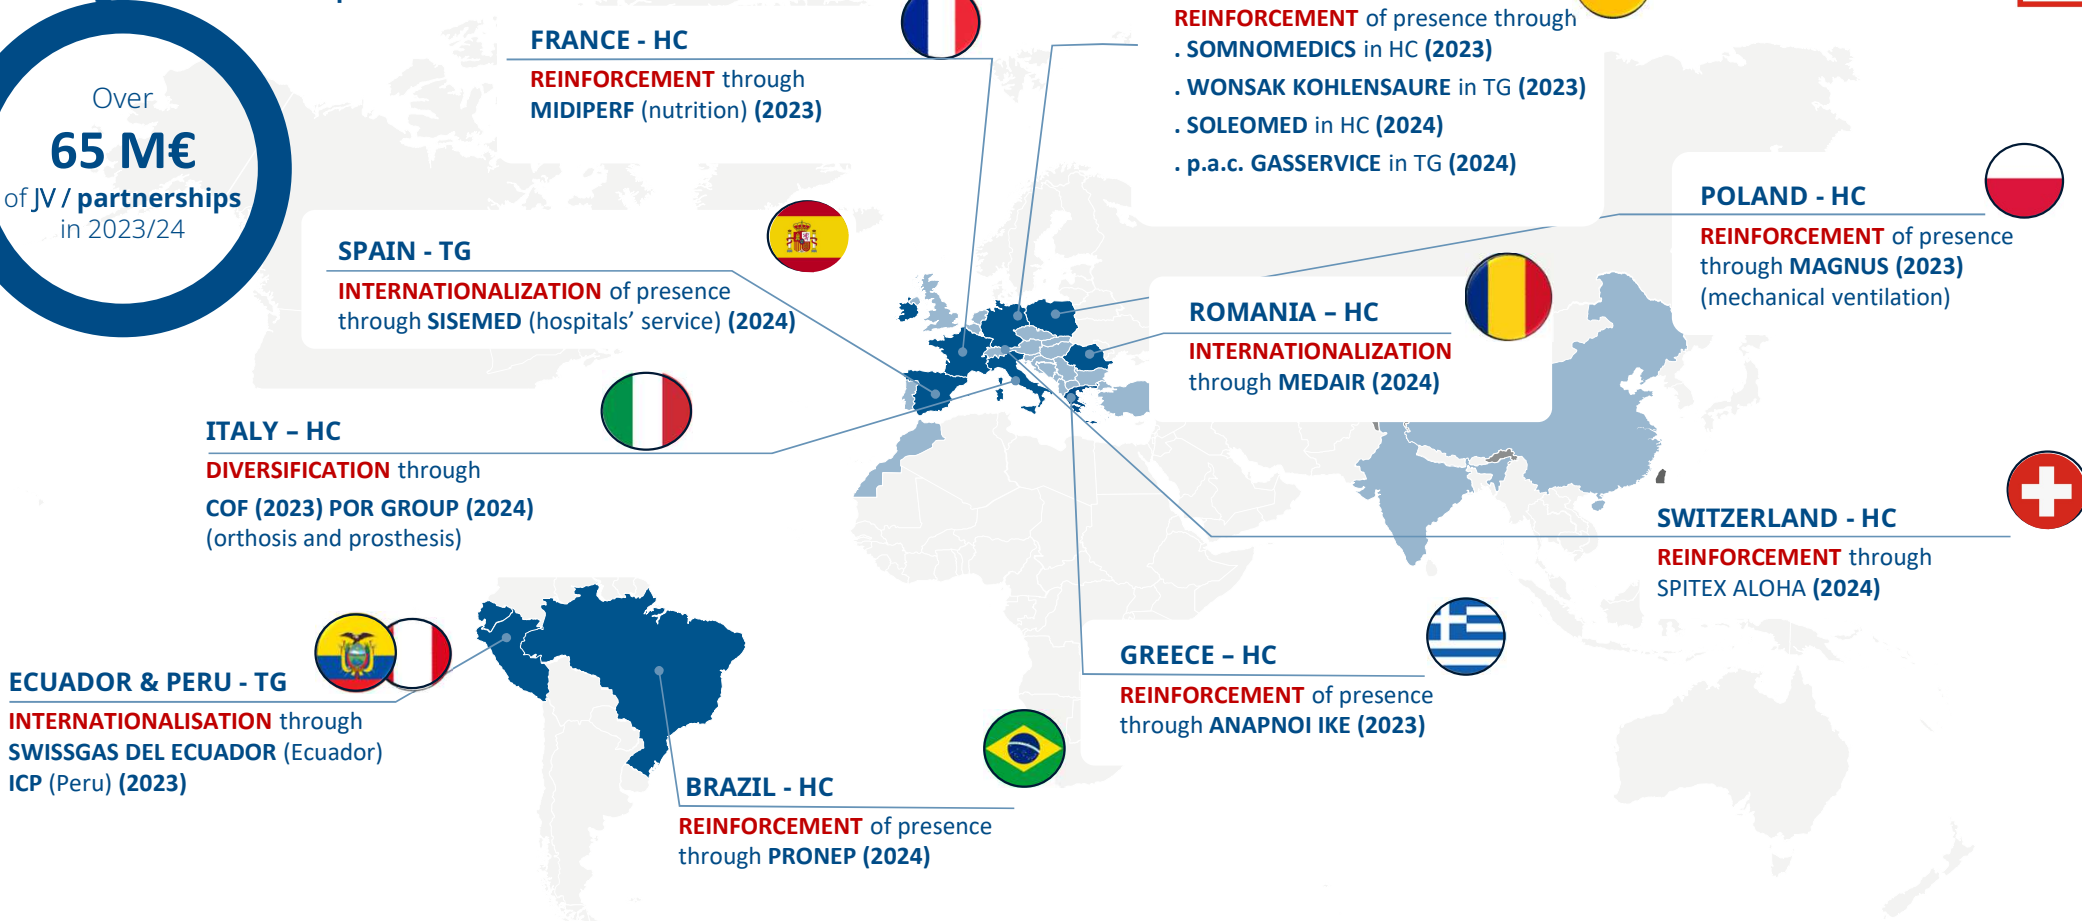 Over
65 M€
of JV / partnerships
in 2023/24
FRANCE - HC
REINFORCEMENT through
MIDIPERF (nutrition) (2023)
REINFORCEMENT of presence through
. SOMNOMEDICS in HC (2023)
. WONSAK KOHLENSAURE in TG (2023)
. SOLEOMED in HC (2024)
. p.a.c. GASSERVICE in TG (2024)
POLAND - HC
REINFORCEMENT of presence
through MAGNUS (2023)
(mechanical ventilation)
SPAIN - TG
INTERNATIONALIZATION of presence
through SISEMED (hospitals’ service) (2024)
ROMANIA – HC
INTERNATIONALIZATION
through MEDAIR (2024)
ITALY – HC
DIVERSIFICATION through
COF (2023) POR GROUP (2024)
(orthosis and prosthesis)
SWITZERLAND - HC
REINFORCEMENT through
SPITEX ALOHA (2024)
GREECE – HC
REINFORCEMENT of presence
through ANAPNOI IKE (2023)
ECUADOR & PERU - TG
INTERNATIONALISATION through
SWISSGAS DEL ECUADOR (Ecuador)
ICP (Peru) (2023)
BRAZIL - HC
REINFORCEMENT of presence
through PRONEP (2024)